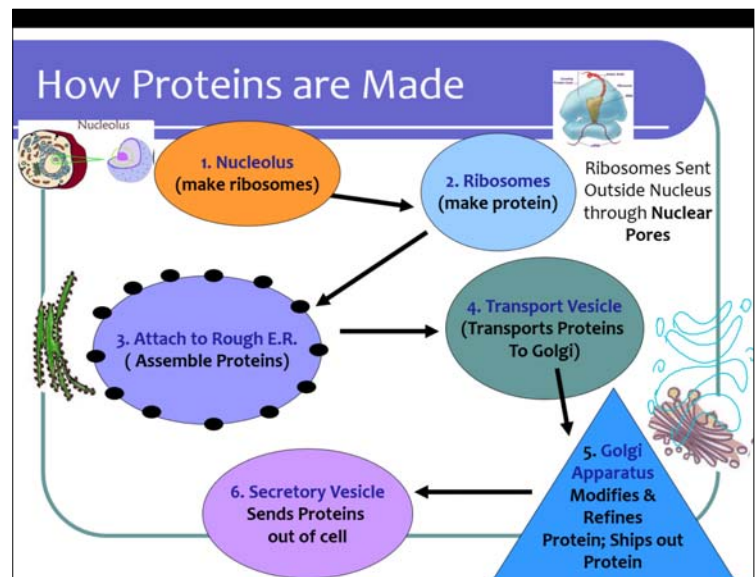 How Proteins are Made
Nucleolus
1. Nucleolus
(make ribosomes)
2. Ribosomes
(make protein)
Ribosomes Sent
Outside Nucleus
through Nuclear
Pores
3. Attach to Rough E.R.
( Assemble Proteins)
4. Transport Vesicle
(Transports Proteins
To Golgi)
5. Golgi
Apparatus
Modifies &
Refines
Protein; Ships out
Protein
6. Secretory Vesicle
Sends Proteins
out of cell